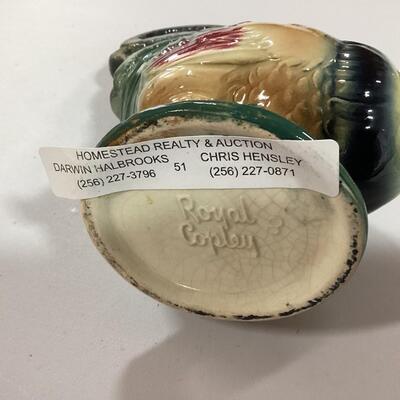 HOMESTEAD REALTY & AUCTION
DARWIN HALBROOKS 51 CHRIS HENSLEY
(256) 227-3796 (256) 227-0871
Royal
Copley